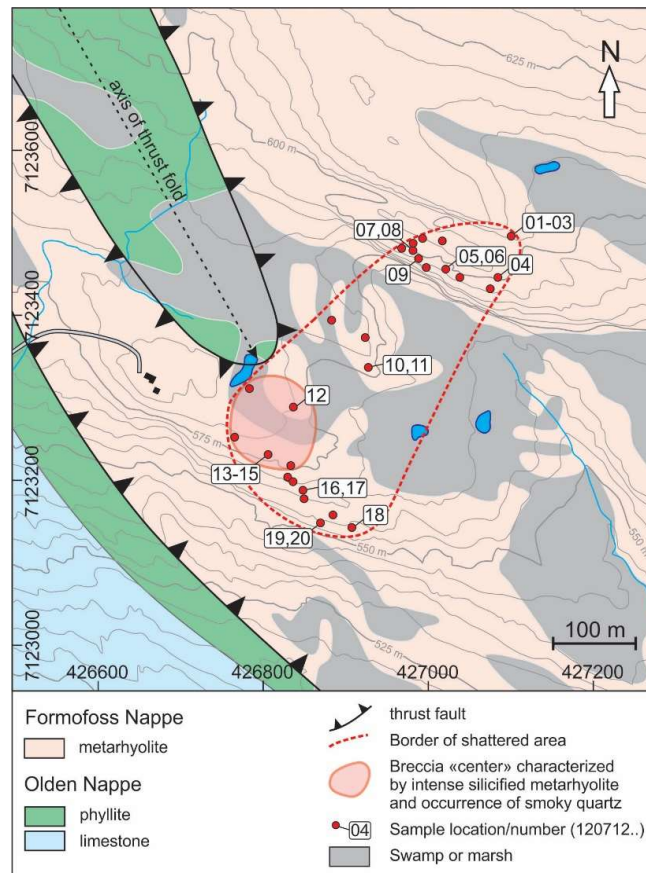 625 m
N
axis of thrust fold
7123600
600 m
01-03
07,08
05,06
04
09
7123400
10,11
12
575 m
7123200
13-15
16,17
18
19,20
550 m
525 m
100 m
7123000
426600
426800
427000
427200
Formofoss Nappe
metarhyolite
Olden Nappe
phyllite
limestone
thrust fault
Border of shattered area
Breccia «center» characterized
by intense silicified metarhyolite
and occurrence of smoky quartz
04
Sample location/number (120712..)
Swamp or marsh